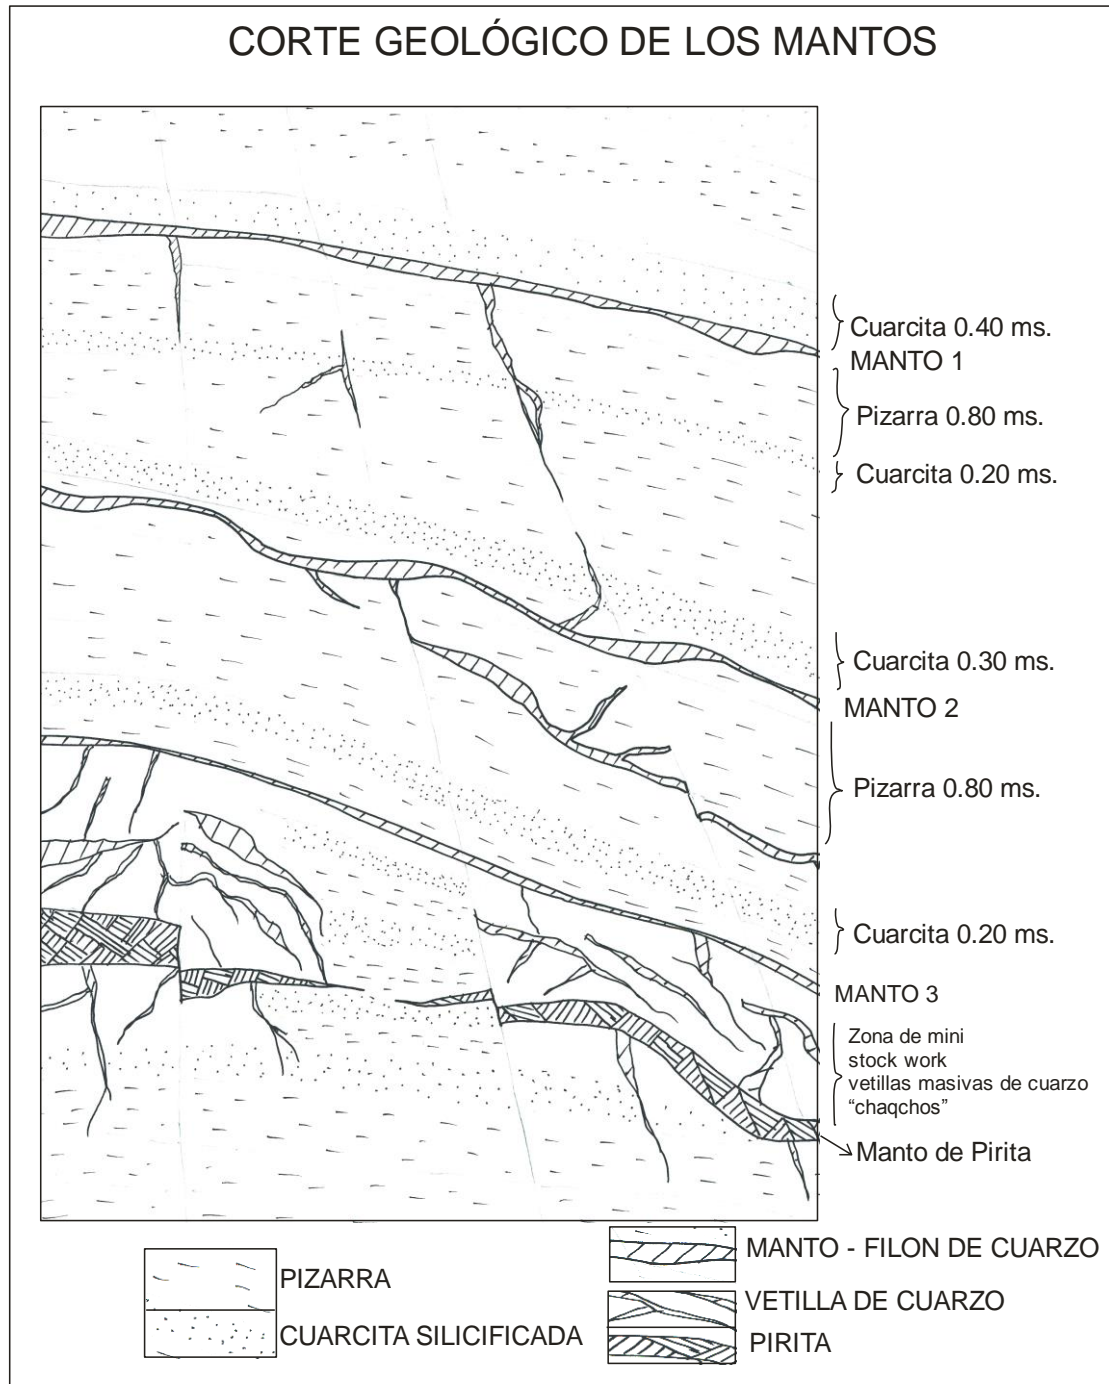 CORTE GEOLÓGICO DE LOS MANTOS
Cuarcita 0.40 ms.
MANTO 1
Pizarra 0.80 ms.
Cuarcita 0.20 ms.
Cuarcita 0.30 ms.
MANTO 2
Pizarra 0.80 ms.
Cuarcita 0.20 ms.
MANTO 3
Zona de mini
stock work
vetillas masivas de cuarzo
“chaqchos”
Manto de Pirita
PIZARRA
CUARCITA SILICIFICADA
MANTO - FILON DE CUARZO
VETILLA DE CUARZO
PIRITA